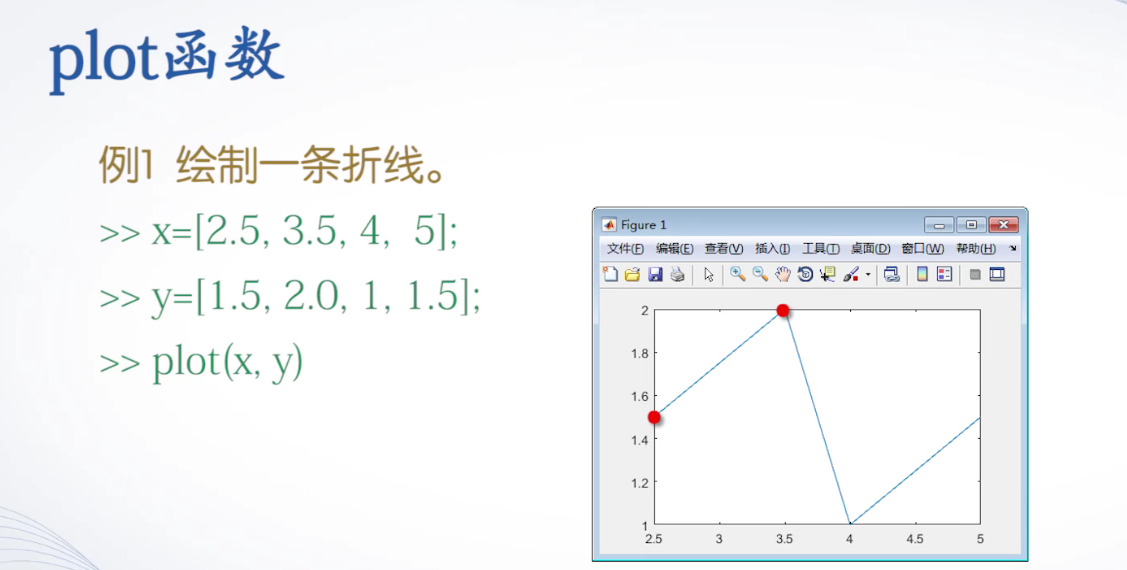 plot函数
例1 绘制一条折线。
>> x=[2.5, 3.5, 4, 5];
>> y=[1.5, 2.0, 1, 1.5];
>> plot(x, y)
Figure 1
文件(F) 编辑(E) 查看(V) 插入(I) 工具(T) 桌面(D) 窗口(W) 帮助(H)
2
1.8
1.6
1.4
1.2
1
2.5 3 3.5 4 4.5 5